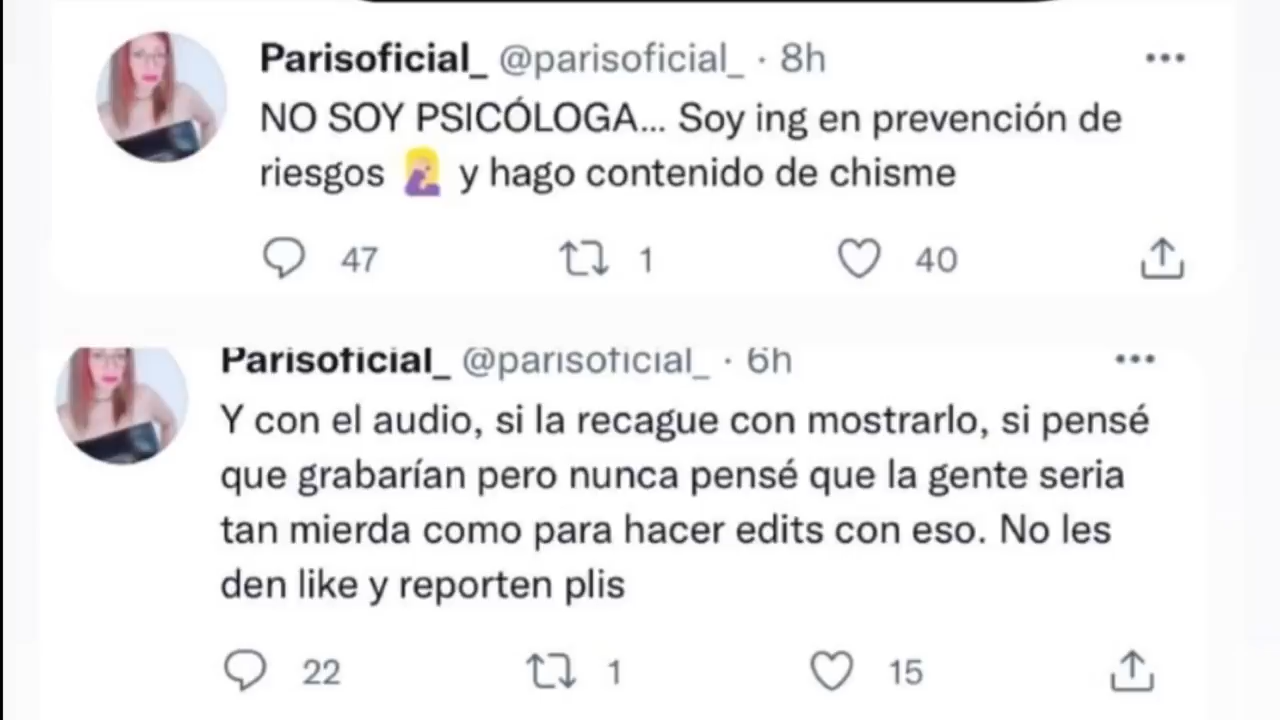 Parisoficial_ @parisoficial_ · 8h
NO SOY PSICÓLOGA... Soy ing en prevención de
riesgos 🤦🏼‍♀️ y hago contenido de chisme
47 1 40
Parisoficial_ @parisoficial_ · 6h
Y con el audio, si la recague con mostrarlo, si pensé
que grabarían pero nunca pensé que la gente seria
tan mierda como para hacer edits con eso. No les
den like y reporten plis
22 1 15